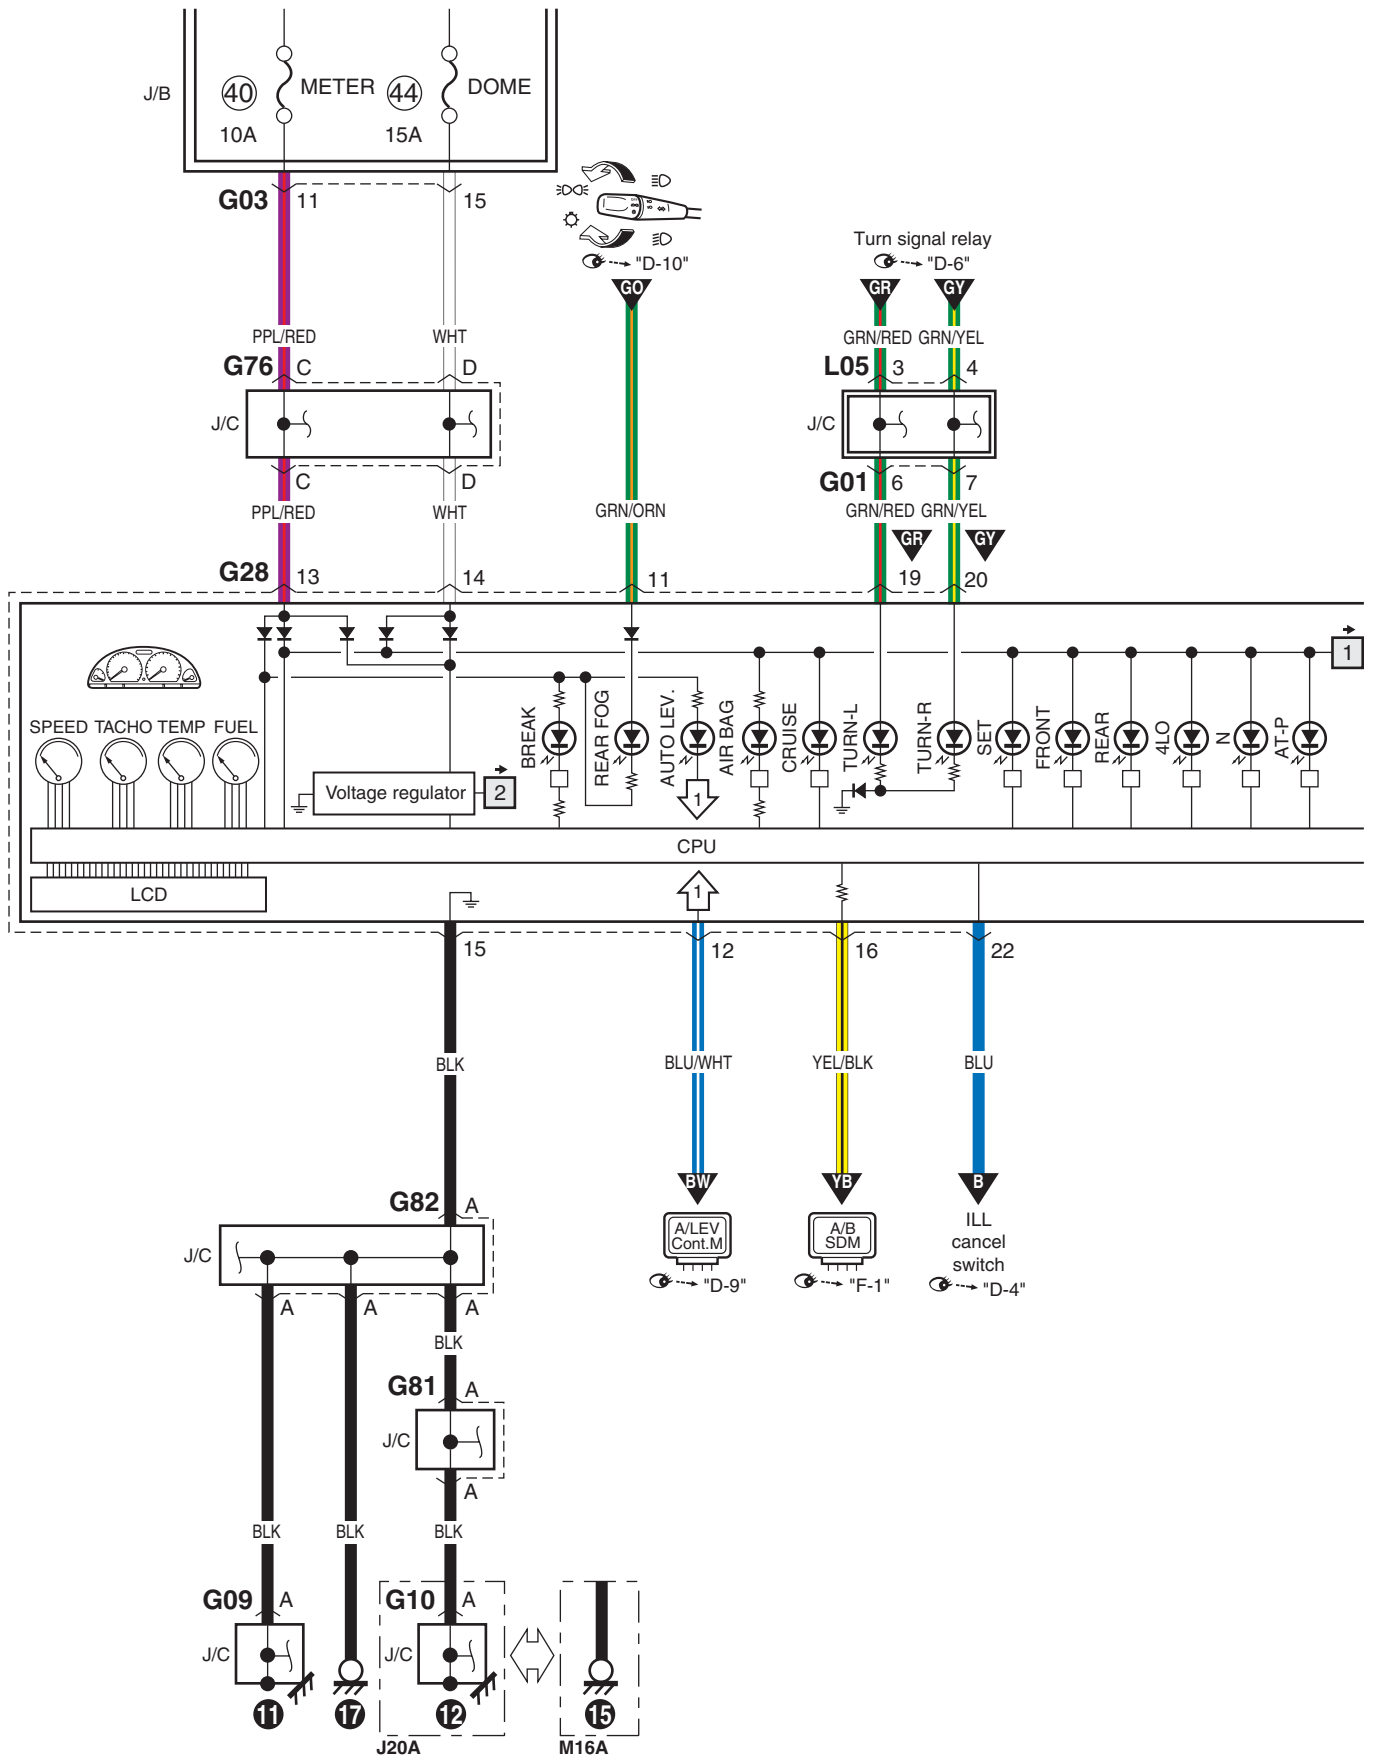 J/B
40
METER
44
DOME
10A
15A
G03
11
15
"D-10"
Turn signal relay
"D-6"
GO
GR
GY
PPL/RED
WHT
GRN/RED
GRN/YEL
G76
C
D
L05
3
4
J/C
J/C
C
D
G01
6
7
PPL/RED
WHT
GRN/ORN
GRN/RED
GRN/YEL
GR
GY
G28
13
14
11
19
20
1
SPEED
TACHO
TEMP
FUEL
BREAK
REAR FOG
AUTO LEV.
AIR BAG
CRUISE
TURN-L
TURN-R
SET
FRONT
REAR
4LO
N
AT-P
Voltage regulator
2
1
CPU
LCD
1
15
12
16
22
BLK
BLU/WHT
YEL/BLK
BLU
BW
YB
B
G82
A
A/LEV
Cont.M
A/B
SDM
ILL
cancel
switch
J/C
"D-9"
"F-1"
"D-4"
A
A
A
BLK
G81
A
J/C
A
BLK
BLK
BLK
G09
A
G10
A
J/C
J/C
11
17
12
15
J20A
M16A